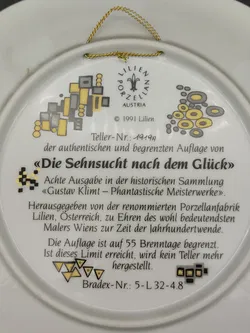 LILIEN
PORZELLAN
AUSTRIA
© 1991 Lilien
Teller-Nr.:
der authentischen und begrenzten Auflage von
«Die Sehnsucht nach dem Glück»
Achte Ausgabe in der historischen Sammlung
«Gustav Klimt – Phantastische Meisterwerke».
Herausgegeben von der renommierten Porzellanfabrik
Lilien, Österreich, zu Ehren des wohl bedeutendsten
Malers Wiens zur Zeit der Jahrhundertwende.
Die Auflage ist auf 55 Brenntage begrenzt.
Ist dieses Limit erreicht, wird kein Teller mehr
hergestellt.
Bradex-Nr.: 5-L32-4.8